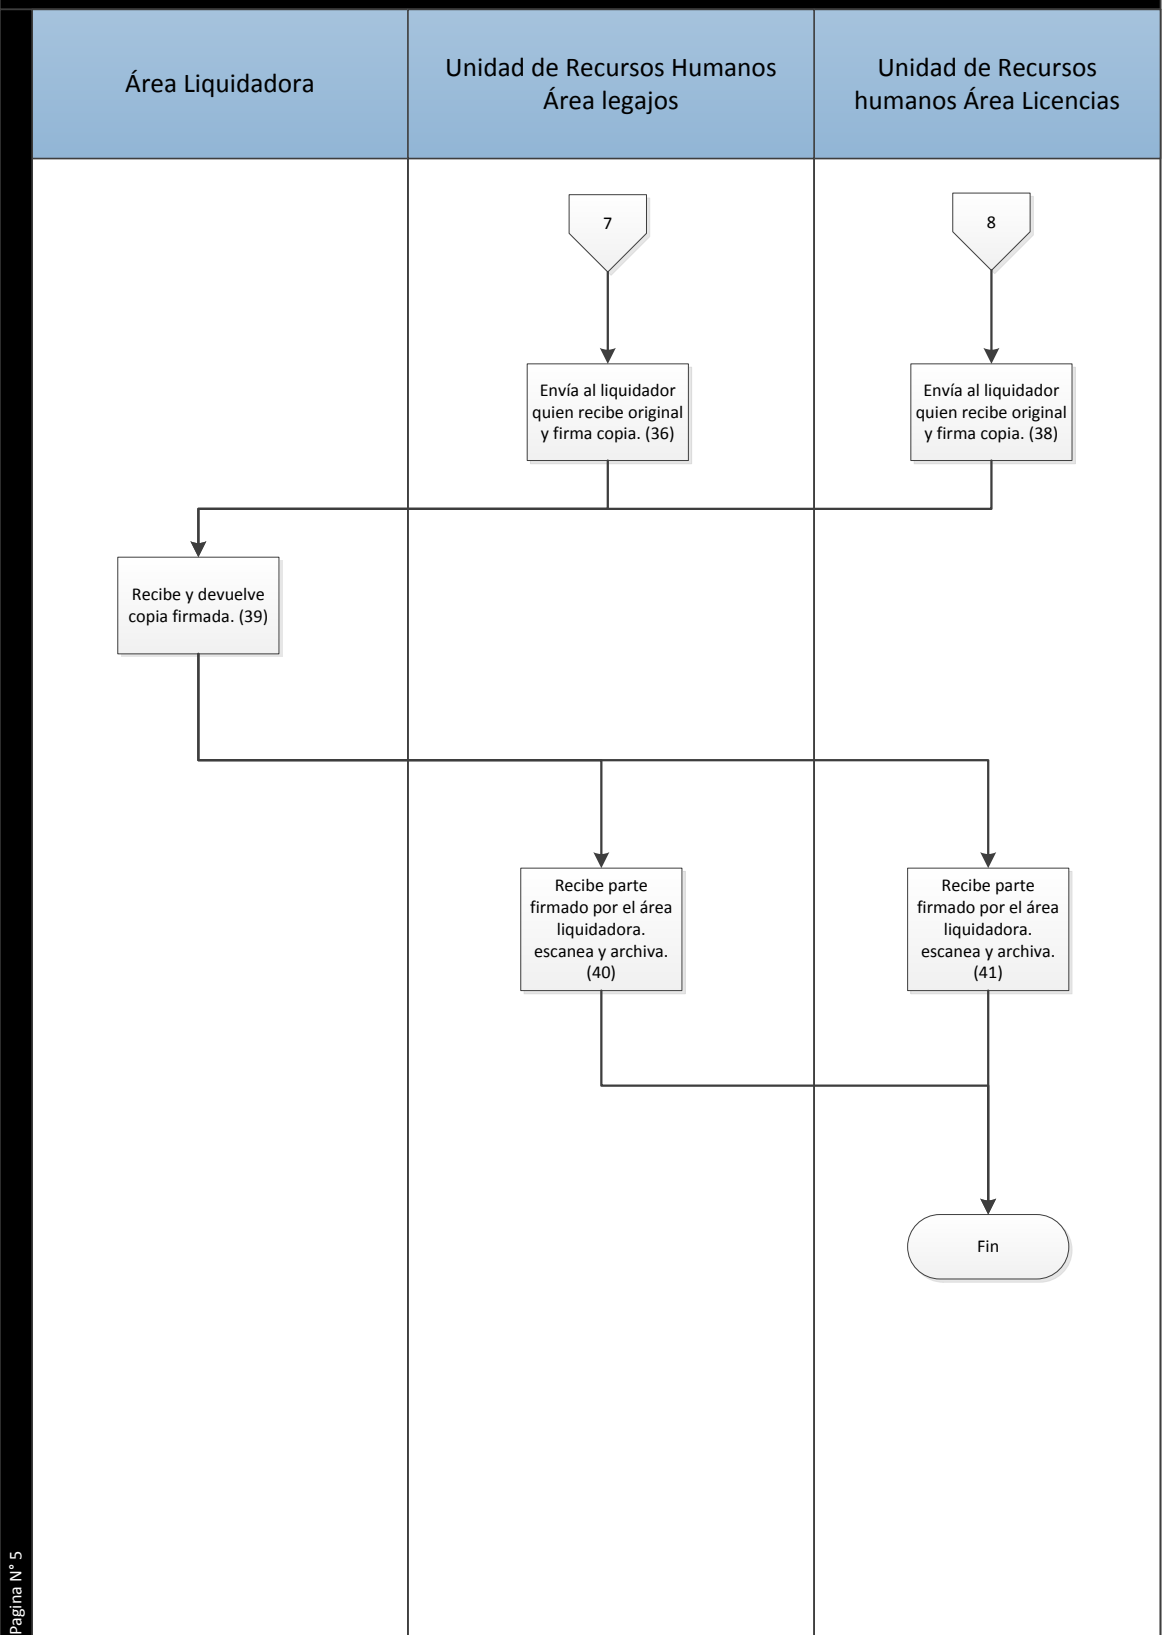 Área Liquidadora
Unidad de Recursos Humanos
Área legajos
Unidad de Recursos
humanos Área Licencias
7
8
Envía al liquidador
quien recibe original
y firma copia. (36)
Envía al liquidador
quien recibe original
y firma copia. (38)
Recibe y devuelve
copia firmada. (39)
Recibe parte
firmado por el área
liquidadora.
escanea y archiva.
(40)
Recibe parte
firmado por el área
liquidadora.
escanea y archiva.
(41)
Fin
Pagina N° 5